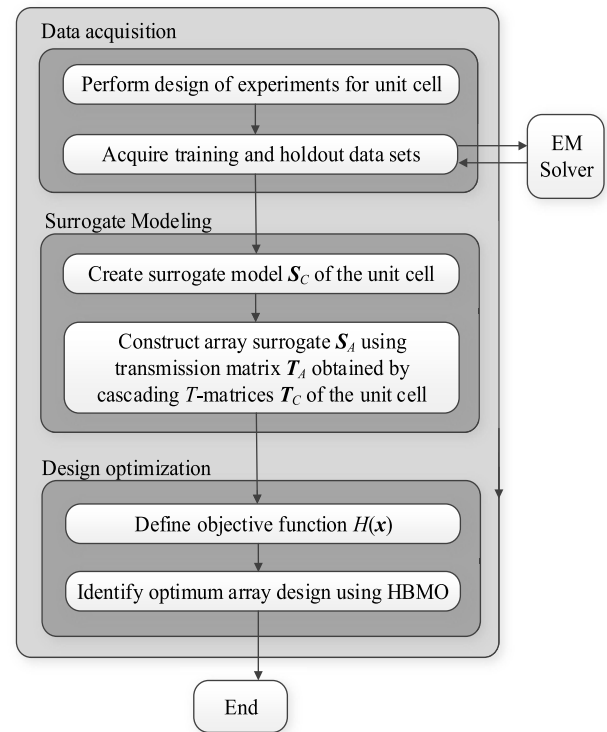 Data acquisition
Perform design of experiments for unit cell
Acquire training and holdout data sets
EM
Solver
Surrogate Modeling
Create surrogate model S_C of the unit cell
Construct array surrogate S_A using
transmission matrix T_A obtained by
cascading T-matrices T_C of the unit cell
Design optimization
Define objective function H(x)
Identify optimum array design using HBMO
End